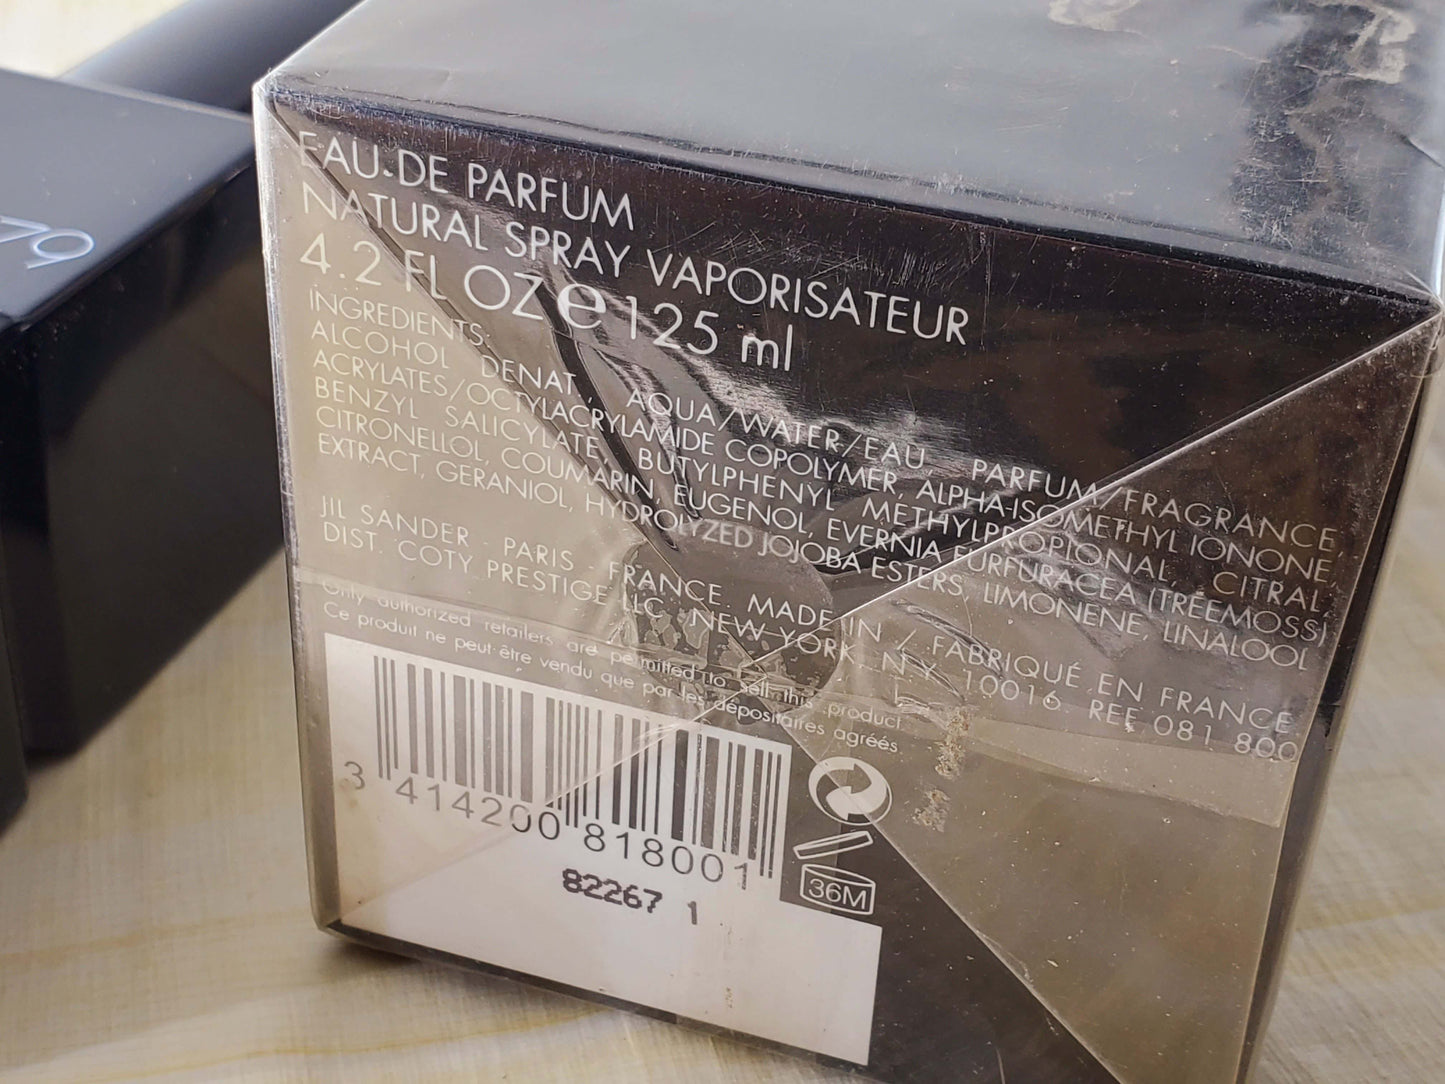 79
EAU DE PARFUM
NATURAL SPRAY VAPORISATEUR
4.2 FL OZ e 125 ml
INGREDIENTS:
ALCOHOL DENAT., AQUA/WATER/EAU, PARFUM/FRAGRANCE,
ACRYLATES/OCTYLACRYLAMIDE COPOLYMER, ALPHA-ISOMETHYL IONONE,
BENZYL SALICYLATE, BUTYLPHENYL METHYLPROPIONAL, CITRAL,
CITRONELLOL, COUMARIN, EUGENOL, EVERNIA FURFURACEA (TREEMOSS)
EXTRACT, GERANIOL, HYDROLYZED JOJOBA ESTERS, LIMONENE, LINALOOL
JIL SANDER . PARIS FRANCE. MADE IN / FABRIQUÉ EN FRANCE
DIST. COTY PRESTIGE LLC, NEW YORK, N.Y. 10016. REF. 081 800
Only authorized retailers are permitted to sell this product
Ce produit ne peut-être vendu que par les dépositaires agréés
3 414200 818001
82267 1
36M